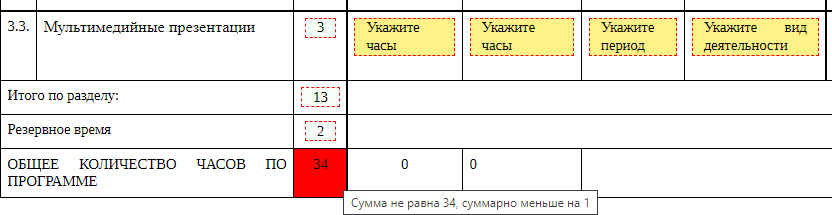 3.3. Мультимедийные презентации 3 Укажите часы Укажите часы Укажите период Укажите вид деятельности
Итого по разделу: 13
Резервное время 2
ОБЩЕЕ КОЛИЧЕСТВО ЧАСОВ ПО ПРОГРАММЕ 34 0 0
Сумма не равна 34, суммарно меньше на 1